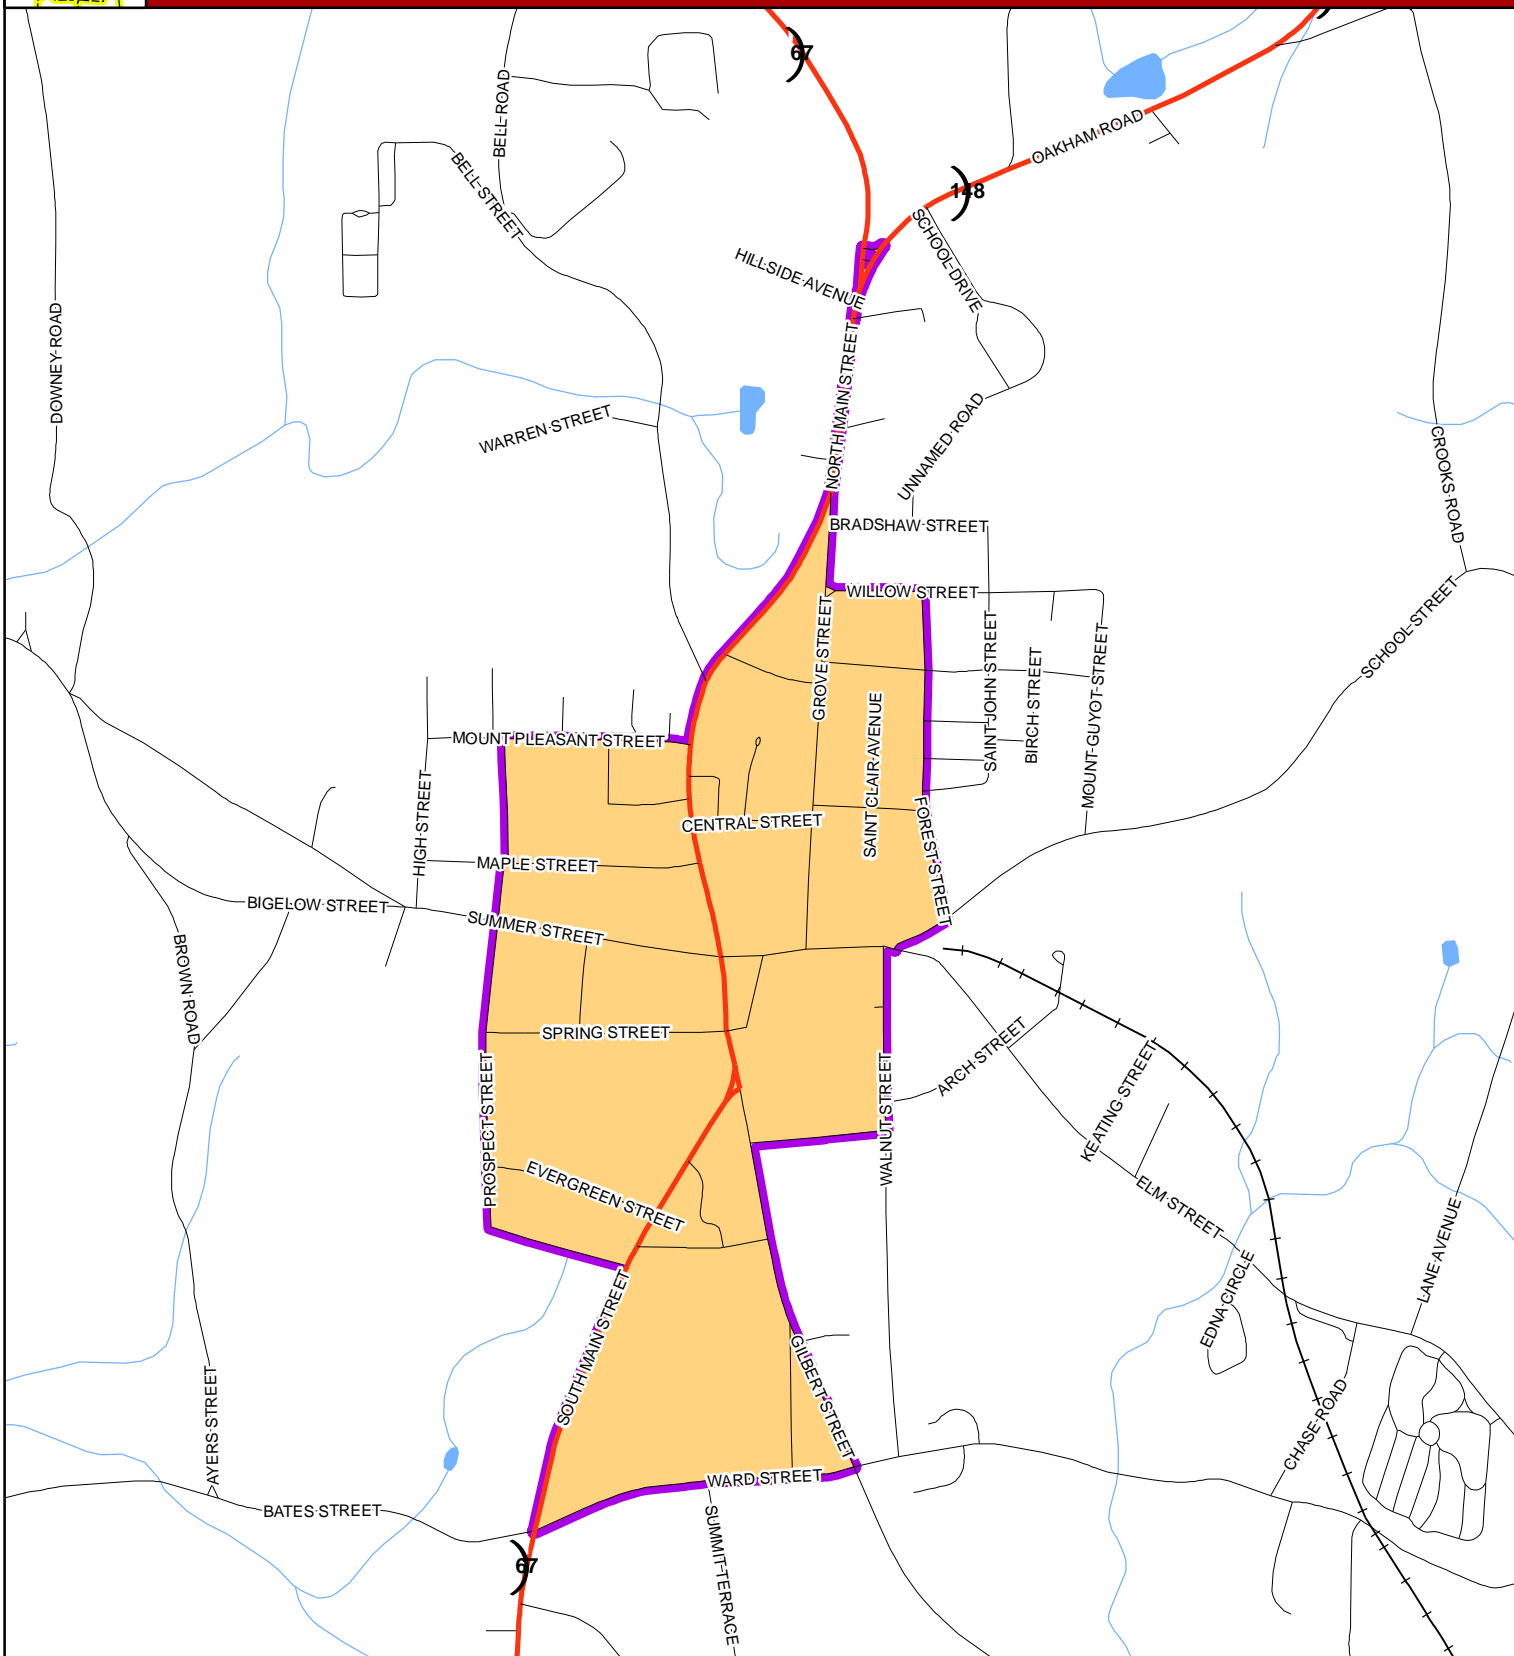 67
BELL ROAD
OAKHAM ROAD
BELL STREET
148
SCHOOL DRIVE
HILLSIDE AVENUE
DOWNEY ROAD
NORTH MAIN STREET
WARREN STREET
UNNAMED ROAD
CROOKS ROAD
BRADSHAW STREET
WILLOW STREET
SCHOOL STREET
GROVE STREET
SAINT JOHN STREET
BIRCH STREET
MOUNT GUYOT STREET
SAINT CLAIR AVENUE
MOUNT PLEASANT STREET
HIGH STREET
CENTRAL STREET
FOREST STREET
MAPLE STREET
BIGELOW STREET
SUMMER STREET
BROWN ROAD
SPRING STREET
ARCH STREET
KEATING STREET
PROSPECT STREET
WALNUT STREET
EVERGREEN STREET
ELM STREET
LANE AVENUE
EDNA CIRCLE
SOUTH MAIN STREET
GILBERT STREET
AYERS STREET
CHASE ROAD
WARD STREET
BATES STREET
SUMMIT TERRACE
67